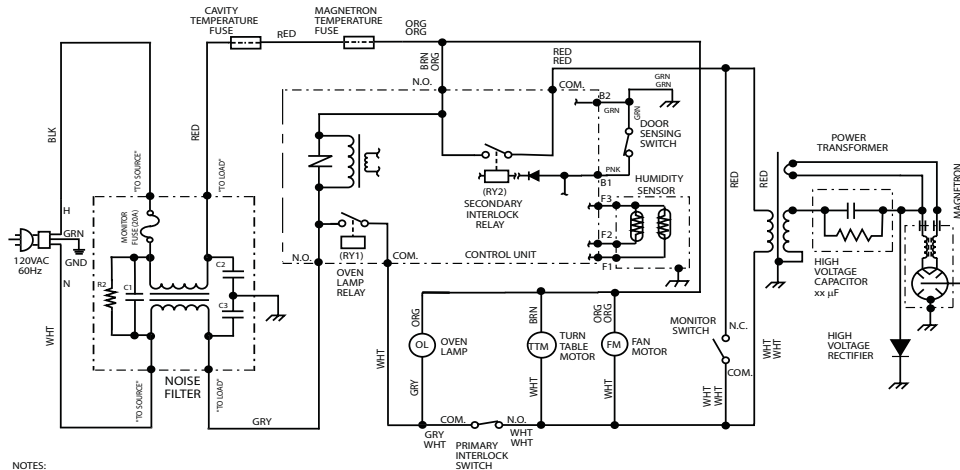 CAVITY
TEMPERATURE
FUSE
MAGNETRON
TEMPERATURE
FUSE
RED
ORG
ORG
RED
RED
BRN
ORG
N.O.
COM.
B2
GRN
GRN
GRN
GRN
DOOR
SENSING
SWITCH
PNK
B1
BLK
RED
"TO SOURCE"
"TO LOAD"
(RY2)
SECONDARY
INTERLOCK
RELAY
HUMIDITY
SENSOR
F3
F2
F1
RED
RED
POWER
TRANSFORMER
MAGNETRON
H
GRN
GND
120VAC
60Hz
N
MONITOR
FUSE (20A)
R2
C1
C2
C3
(RY1)
N.O.
COM.
OVEN
LAMP
RELAY
CONTROL UNIT
HIGH
VOLTAGE
CAPACITOR
xx µF
WHT
"TO SOURCE"
"TO LOAD"
NOISE
FILTER
GRY
WHT
ORG
OL
OVEN
LAMP
GRY
BRN
TTM
TURN
TABLE
MOTOR
WHT
ORG
ORG
FM
FAN
MOTOR
WHT
MONITOR
SWITCH
N.C.
COM.
WHT
WHT
WHT
WHT
HIGH
VOLTAGE
RECTIFIER
COM.
N.O.
GRY
WHT
WHT
WHT
PRIMARY
INTERLOCK
SWITCH
NOTES: